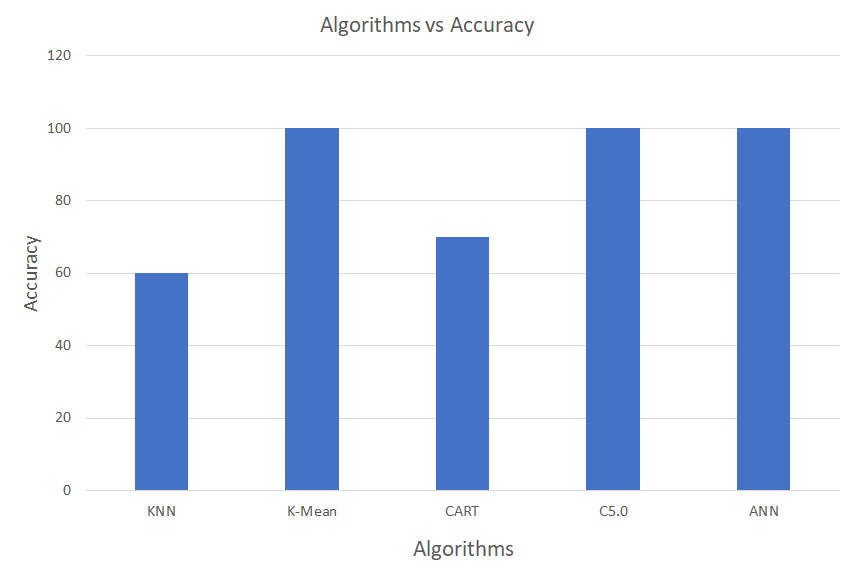 Algorithms vs Accuracy
120
100
80
60
40
20
0
Accuracy
KNN K-Mean CART C5.0 ANN
Algorithms